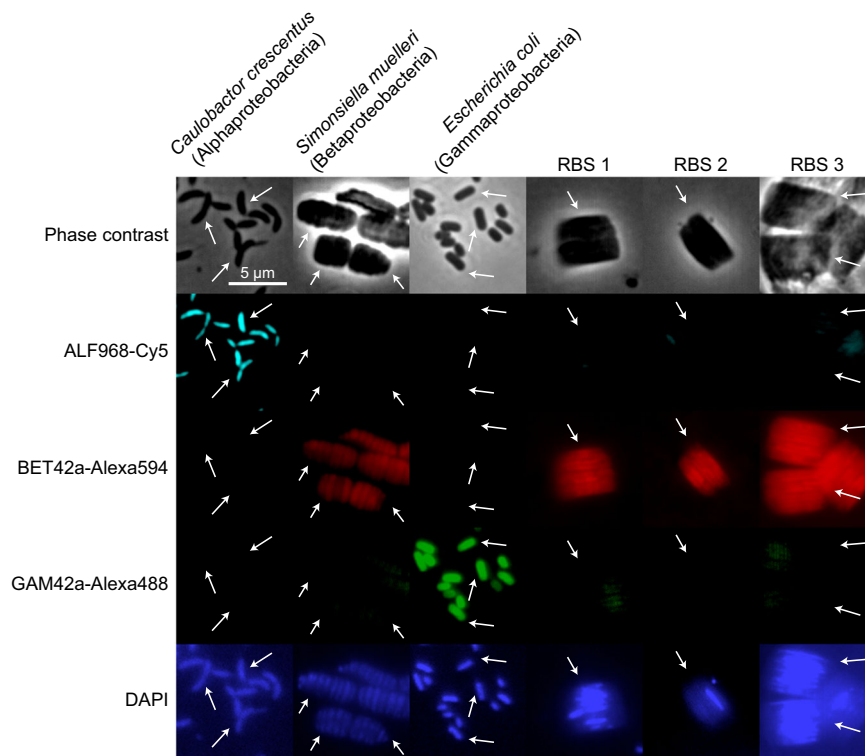 Caulobactor crescentus
(Alphaproteobacteria)
Simonsiella muelleri
(Betaproteobacteria)
Escherichia coli
(Gammaproteobacteria)
RBS 1
RBS 2
RBS 3
Phase contrast
5 µm
ALF968-Cy5
BET42a-Alexa594
GAM42a-Alexa488
DAPI